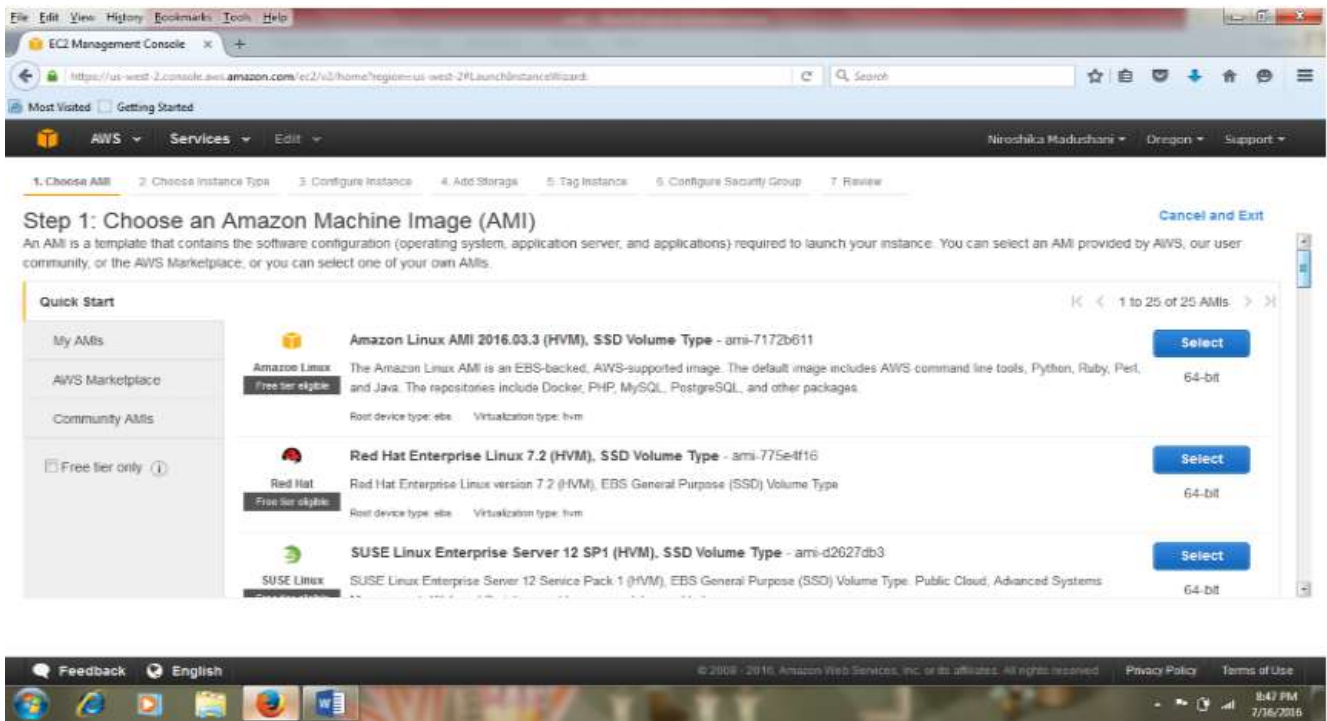 File Edit View History Bookmarks Tools Help
EC2 Management Console × +
https://us-west-2.console.aws.amazon.com/ec2/v2/home?region=us-west-2#LaunchInstanceWizard: Search
Most Visited Getting Started
AWS Services Edit Niroshika Madushani Oregon Support
1. Choose AMI 2. Choose Instance Type 3. Configure Instance 4. Add Storage 5. Tag Instance 6. Configure Security Group 7. Review
Step 1: Choose an Amazon Machine Image (AMI) Cancel and Exit
An AMI is a template that contains the software configuration (operating system, application server, and applications) required to launch your instance. You can select an AMI provided by AWS, our user
community, or the AWS Marketplace; or you can select one of your own AMIs.
Quick Start 1 to 25 of 25 AMIs
My AMIs
AWS Marketplace
Community AMIs
Free tier only
Amazon Linux
Free tier eligible
Amazon Linux AMI 2016.03.3 (HVM), SSD Volume Type - ami-7172b611
The Amazon Linux AMI is an EBS-backed, AWS-supported image. The default image includes AWS command line tools, Python, Ruby, Perl,
and Java. The repositories include Docker, PHP, MySQL, PostgreSQL, and other packages.
Root device type: ebs Virtualization type: hvm
Select
64-bit
Red Hat
Free tier eligible
Red Hat Enterprise Linux 7.2 (HVM), SSD Volume Type - ami-775e4f16
Red Hat Enterprise Linux version 7.2 (HVM), EBS General Purpose (SSD) Volume Type
Root device type: ebs Virtualization type: hvm
Select
64-bit
SUSE Linux
SUSE Linux Enterprise Server 12 SP1 (HVM), SSD Volume Type - ami-d2627db3
SUSE Linux Enterprise Server 12 Service Pack 1 (HVM), EBS General Purpose (SSD) Volume Type. Public Cloud, Advanced Systems
Select
64-bit
Feedback English © 2008 - 2016, Amazon Web Services, Inc. or its affiliates. All rights reserved. Privacy Policy Terms of Use
8:47 PM
7/16/2016